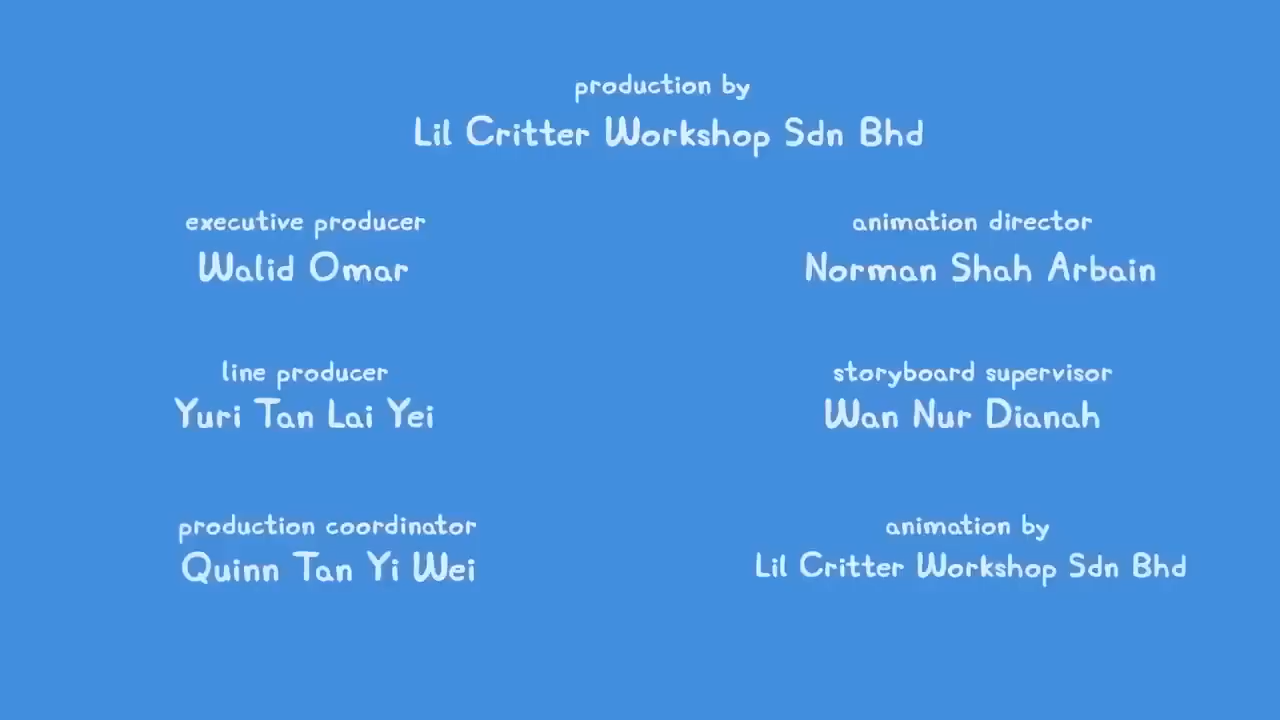 production by
Lil Critter Workshop Sdn Bhd
executive producer
Walid Omar
animation director
Norman Shah Arbain
line producer
Yuri Tan Lai Yei
storyboard supervisor
Wan Nur Dianah
production coordinator
Quinn Tan Yi Wei
animation by
Lil Critter Workshop Sdn Bhd